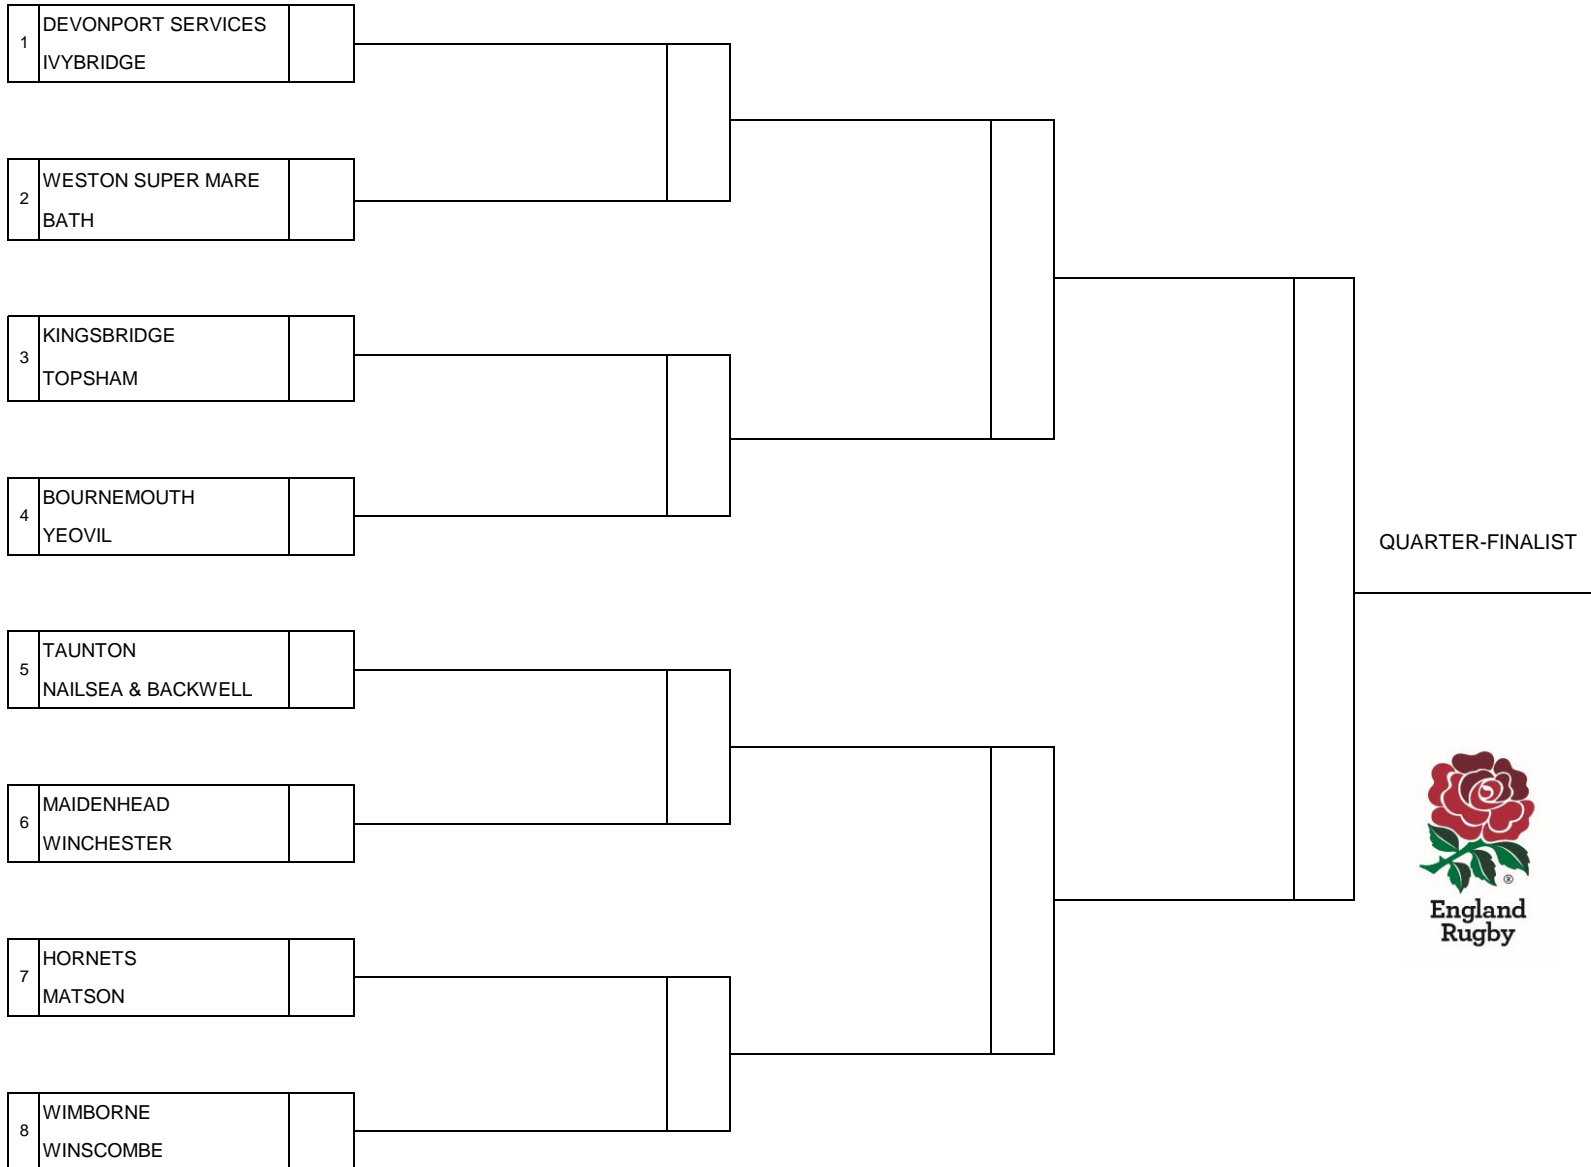 1
DEVONPORT SERVICES
IVYBRIDGE
2
WESTON SUPER MARE
BATH
3
KINGSBRIDGE
TOPSHAM
4
BOURNEMOUTH
YEOVIL
QUARTER-FINALIST
5
TAUNTON
NAILSEA & BACKWELL
6
MAIDENHEAD
WINCHESTER
®
England
Rugby
7
HORNETS
MATSON
8
WIMBORNE
WINSCOMBE